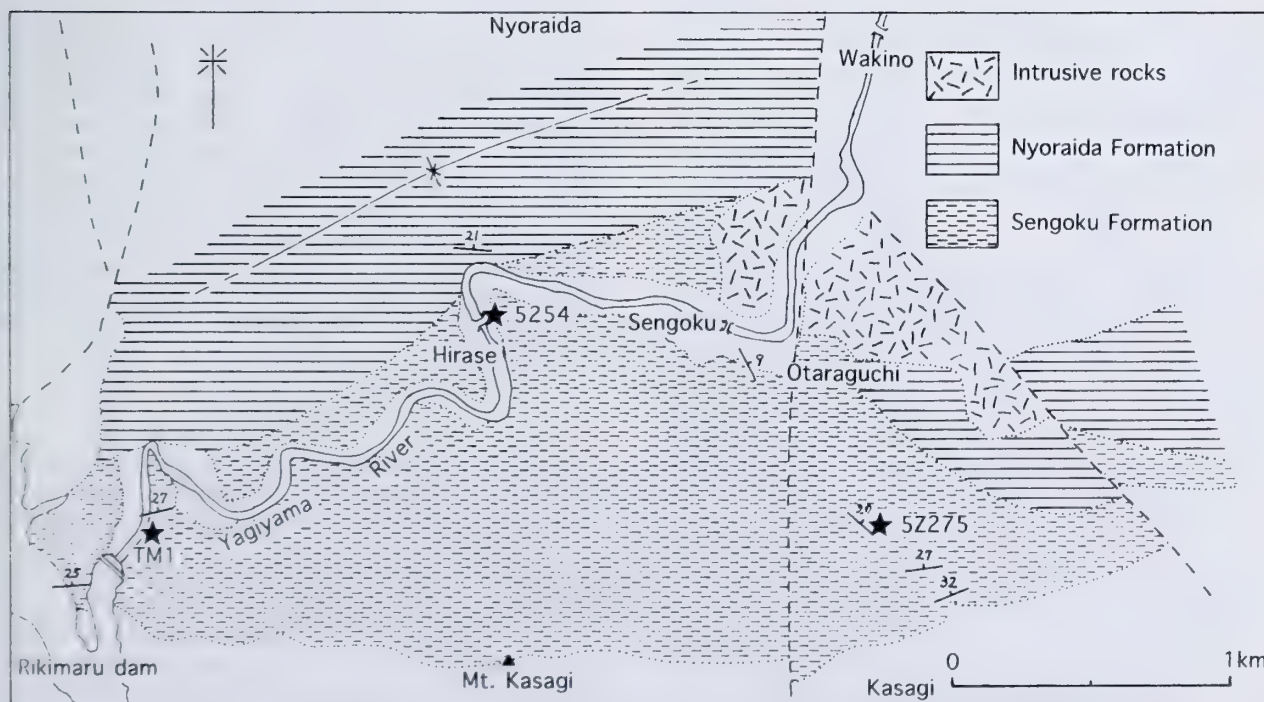 Nyoraida
Wakino
Intrusive rocks
Nyoraida Formation
Sengoku Formation
21
5254
Sengoku
Hirase
9
Otaraguchi
River
Yagiyama
27
TM1
25
5Z275
27
32
Rikimaru dam
Mt. Kasagi
Kasagi
0
1km